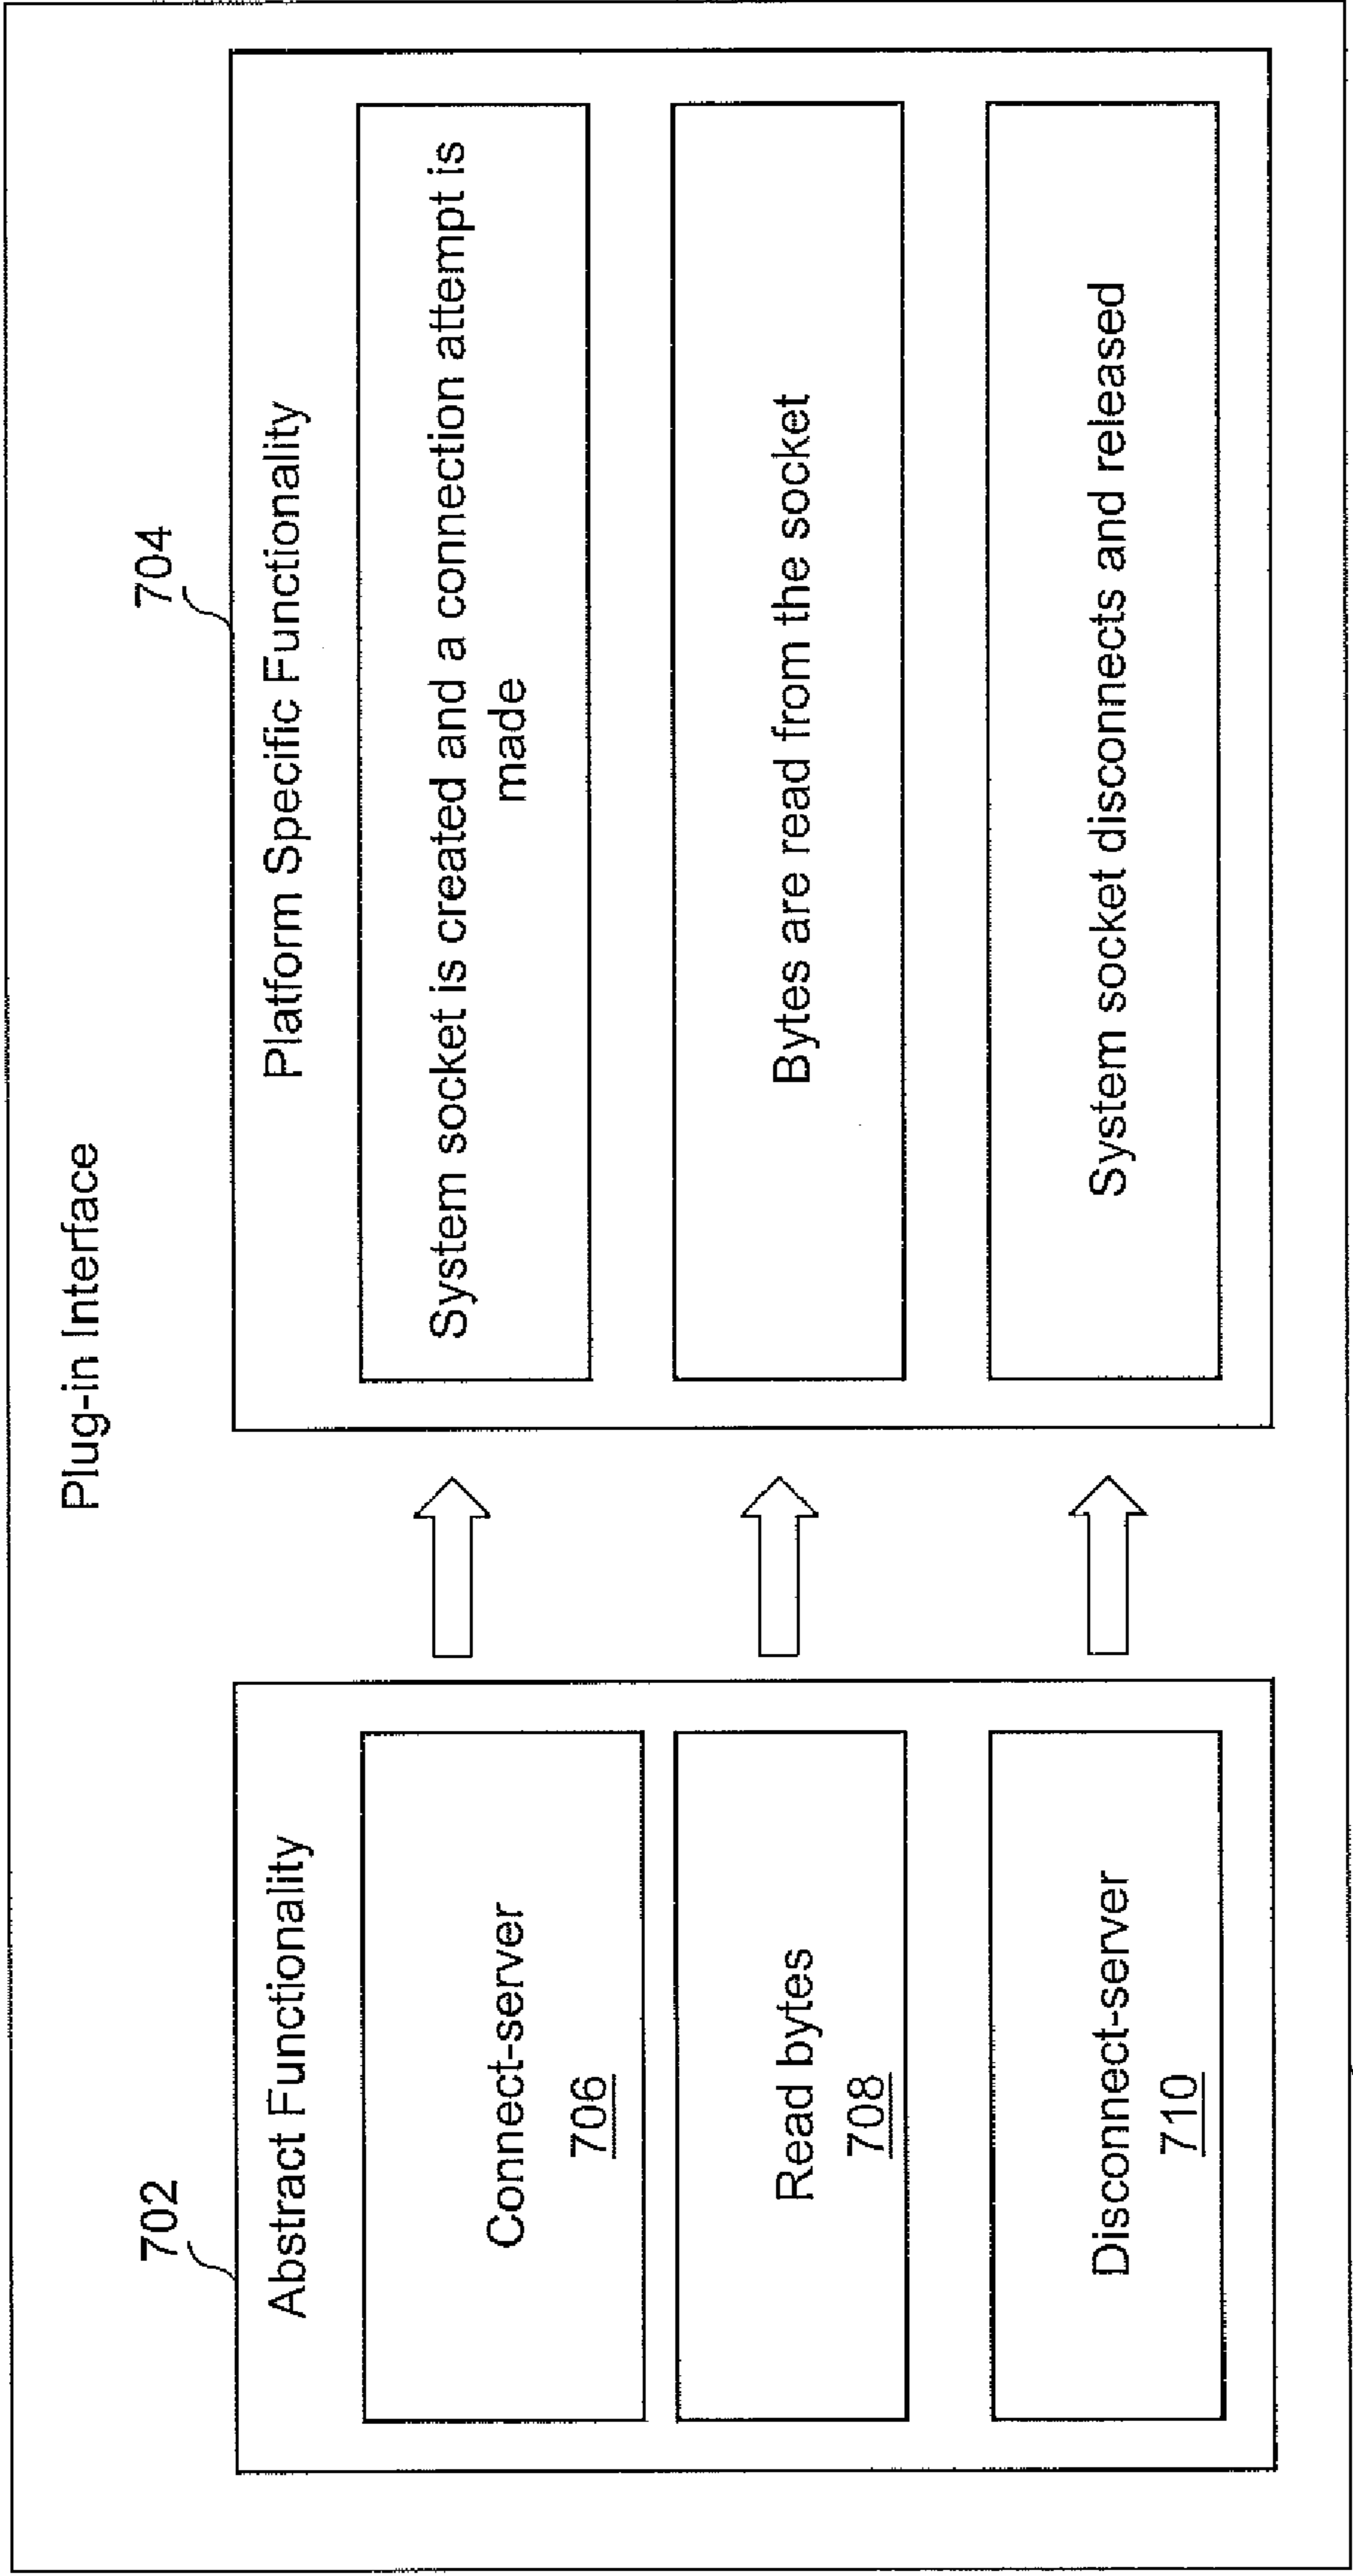 Plug-in Interface
702
Abstract Functionality
Connect-server
706
Read bytes
708
Disconnect-server
710
704
Platform Specific Functionality
System socket is created and a connection attempt is
made
Bytes are read from the socket
System socket disconnects and released